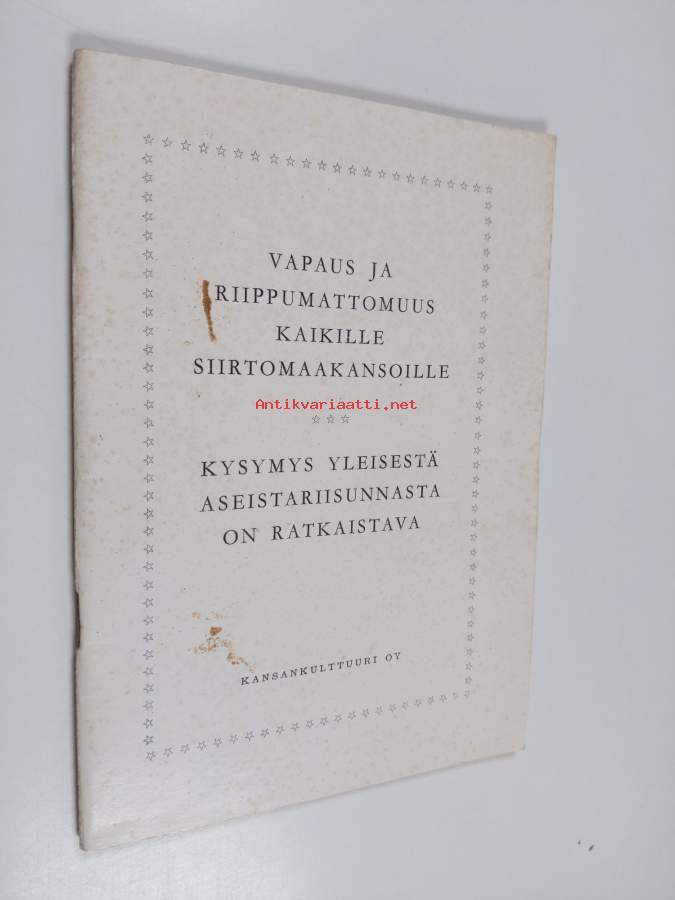 VAPAUS JA
RIIPPUMATTOMUUS
KAIKILLE
SIIRTOMAAKANSOILLE
Antikvariaatti.net
KYSYMYS YLEISESTÄ
ASEISTARIISUNNASTA
ON RATKAISTAVA
KANSANKULTTUURI OY